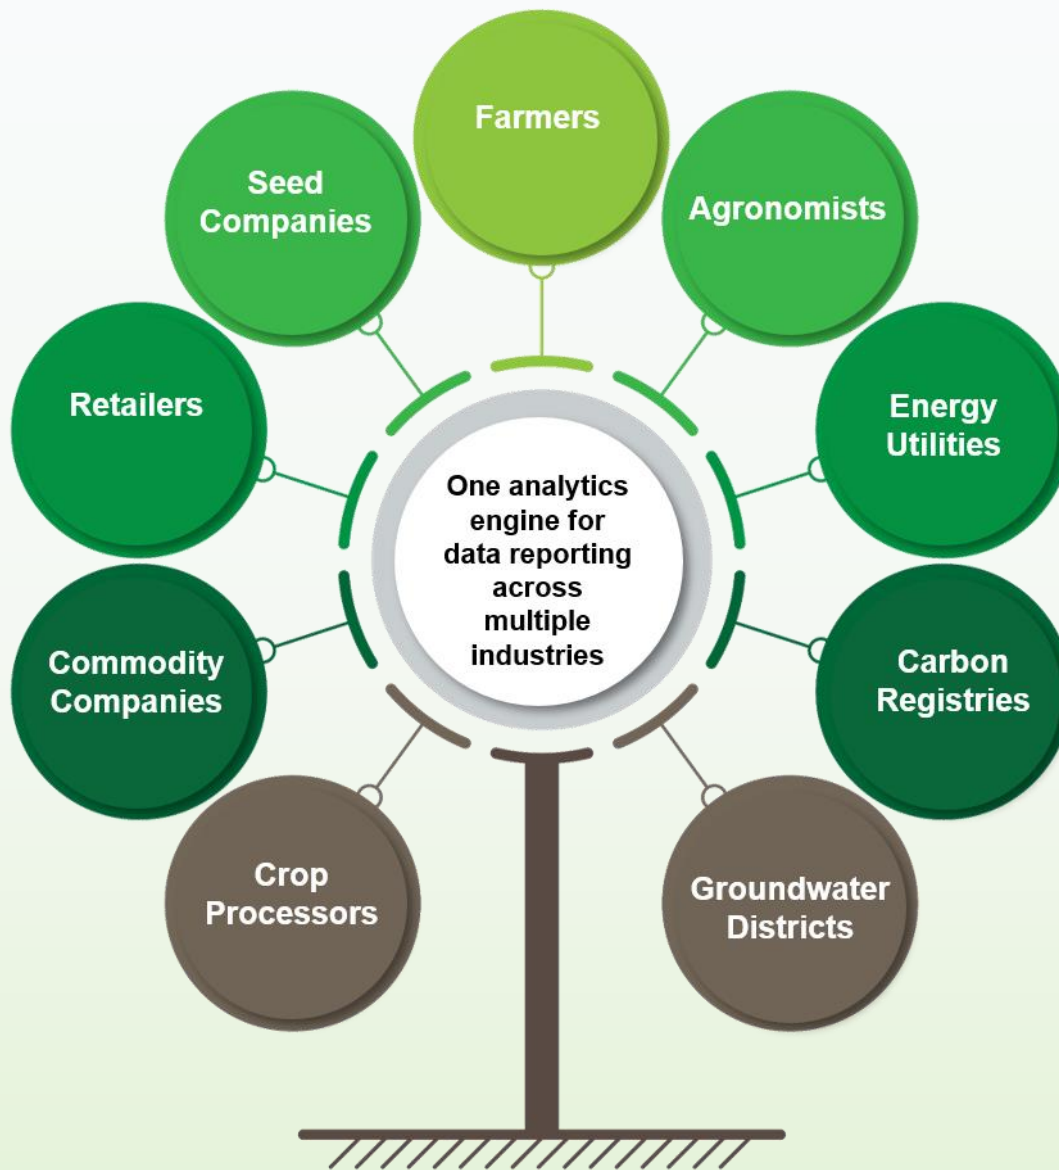 Farmers
Seed
Companies
Agronomists
Retailers
Energy
Utilities
One analytics
engine for
data reporting
across
multiple
industries
Commodity
Companies
Carbon
Registries
Crop
Processors
Groundwater
Districts